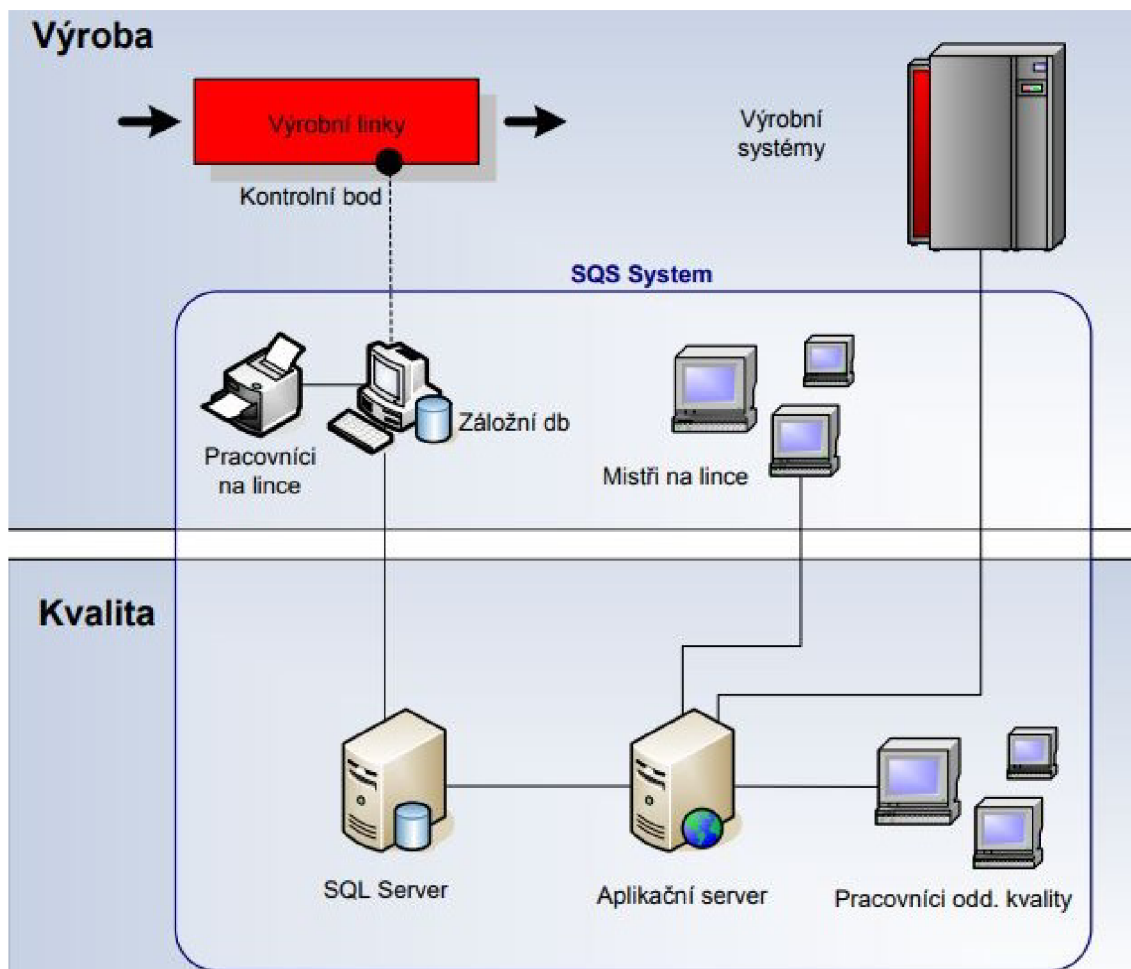 Výroba
Výrobní linky
Výrobní
systémy
Kontrolní bod
SQS System
Záložní db
Pracovníci
na lince
Mistři na lince
Kvalita
SQL Server
Aplikační server
Pracovníci odd. kvality